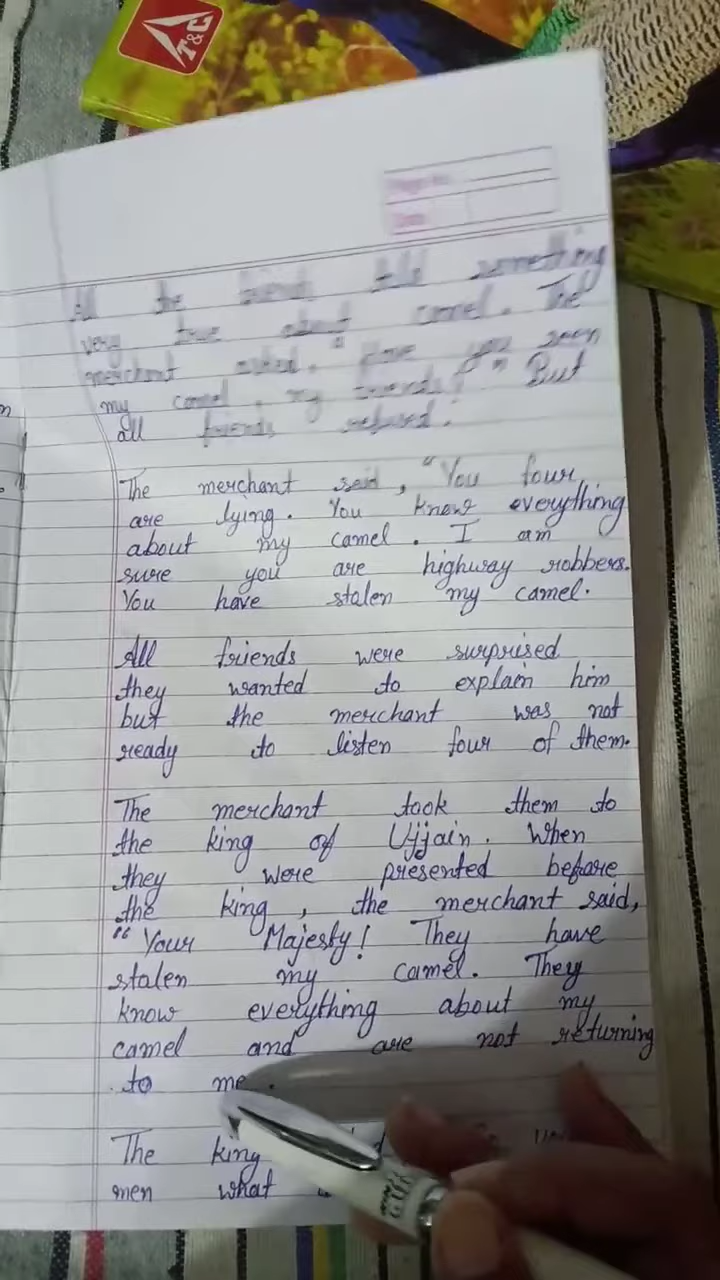 T&C
Page No.
Date
All the friends told something
very true about camel. The
merchant asked, "Have you seen
my camel, my friends?" But
all friends refused.
The merchant said, "You four
are lying. You know everything
about my camel. I am
sure you are highway robbers.
You have stolen my camel.
All friends were surprised
they wanted to explain him
but the merchant was not
ready to listen four of them.
The merchant took them to
the king of Ujjain. When
they were presented before
the king, the merchant said,
"Your Majesty! They have
stolen my camel. They
know everything about my
camel and are not returning
to me.
The king
men what